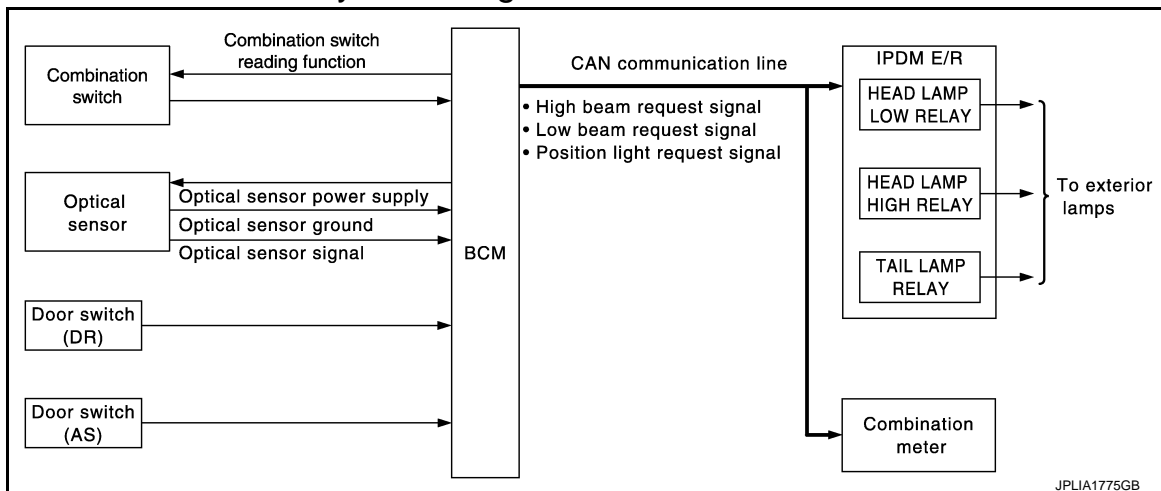 Combination switch
reading function
Combination
switch
Optical
sensor
Optical sensor power supply
Optical sensor ground
Optical sensor signal
Door switch
(DR)
Door switch
(AS)
BCM
CAN communication line
• High beam request signal
• Low beam request signal
• Position light request signal
IPDM E/R
HEAD LAMP
LOW RELAY
HEAD LAMP
HIGH RELAY
TAIL LAMP
RELAY
To exterior
lamps
Combination
meter
JPLIA1775GB